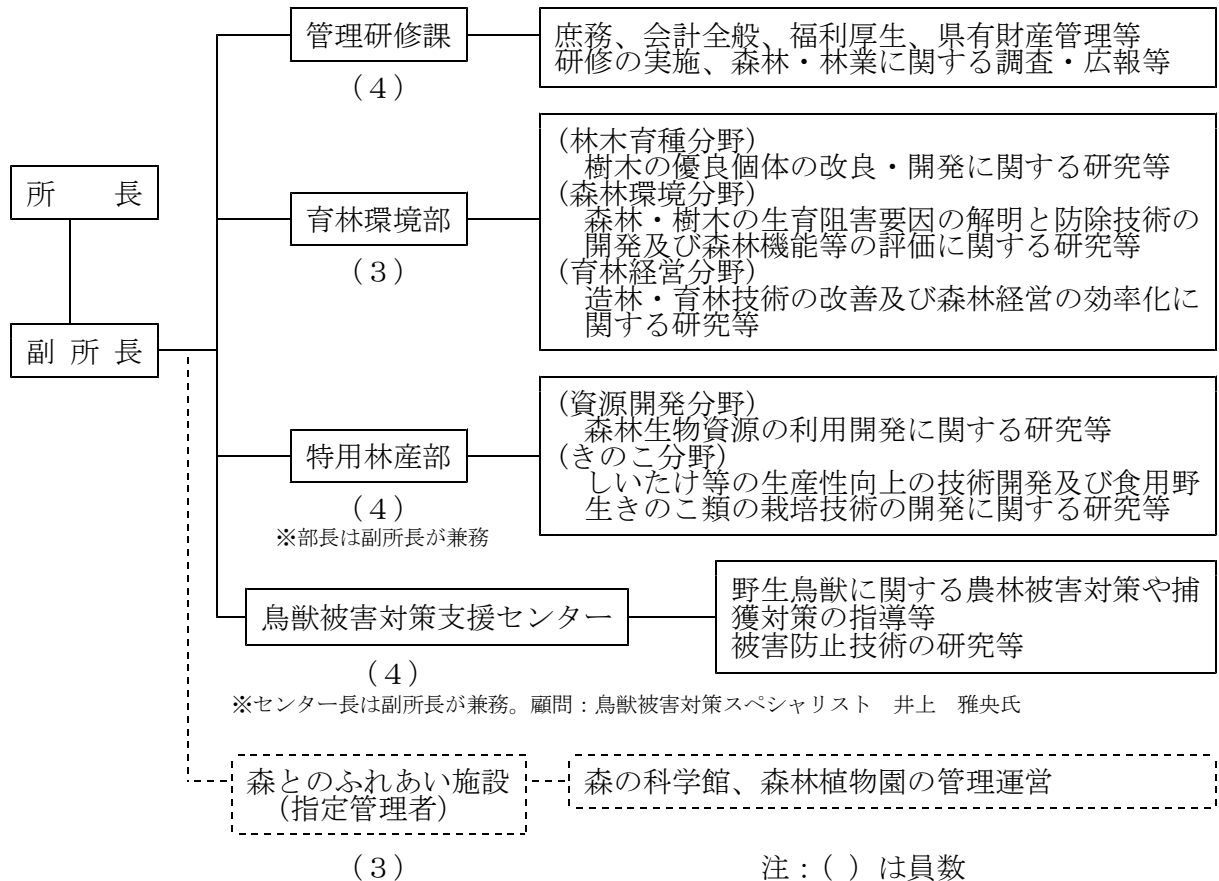 管理研修課
（４）
庶務、会計全般、福利厚生、県有財産管理等
研修の実施、森林・林業に関する調査・広報等
所　　長
副 所 長
育林環境部
（３）
(林木育種分野)
樹木の優良個体の改良・開発に関する研究等
(森林環境分野)
森林・樹木の生育阻害要因の解明と防除技術の
開発及び森林機能等の評価に関する研究等
(育林経営分野)
造林・育林技術の改善及び森林経営の効率化に
関する研究等
特用林産部
（４）
※部長は副所長が兼務
(資源開発分野)
森林生物資源の利用開発に関する研究等
(きのこ分野)
しいたけ等の生産性向上の技術開発及び食用野
生きのこ類の栽培技術の開発に関する研究等
鳥獣被害対策支援センター
（４）
※センター長は副所長が兼務。顧問：鳥獣被害対策スペシャリスト　井上　雅央氏
野生鳥獣に関する農林被害対策や捕
獲対策の指導等
被害防止技術の研究等
森とのふれあい施設
(指定管理者)
（３）
森の科学館、森林植物園の管理運営
注：( ) は員数